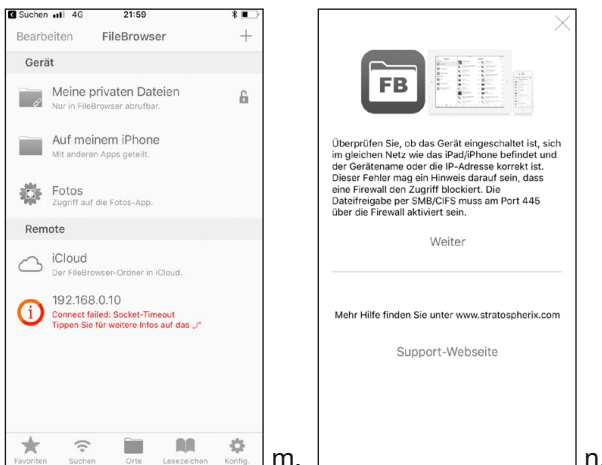 Suchen 4G 21:59
Bearbeiten FileBrowser +
Gerät
Meine privaten Dateien
Nur in FileBrowser abrufbar.
Auf meinem iPhone
Mit anderen Apps geteilt.
Fotos
Zugriff auf die Fotos-App.
Remote
iCloud
Der FileBrowser-Ordner in iCloud.
192.168.0.10
Connect failed: Socket-Timeout
Tippen Sie für weitere Infos auf das „i“
Favoriten Suchen Orte Lesezeichen Konfig.
m.
FB
Überprüfen Sie, ob das Gerät eingeschaltet ist, sich
im gleichen Netz wie das iPad/iPhone befindet und
der Gerätename oder die IP-Adresse korrekt ist.
Dieser Fehler mag ein Hinweis darauf sein, dass
eine Firewall den Zugriff blockiert. Die
Dateifreigabe per SMB/CIFS muss am Port 445
über die Firewall aktiviert sein.
Weiter
Mehr Hilfe finden Sie unter www.stratospherix.com
Support-Webseite
n.